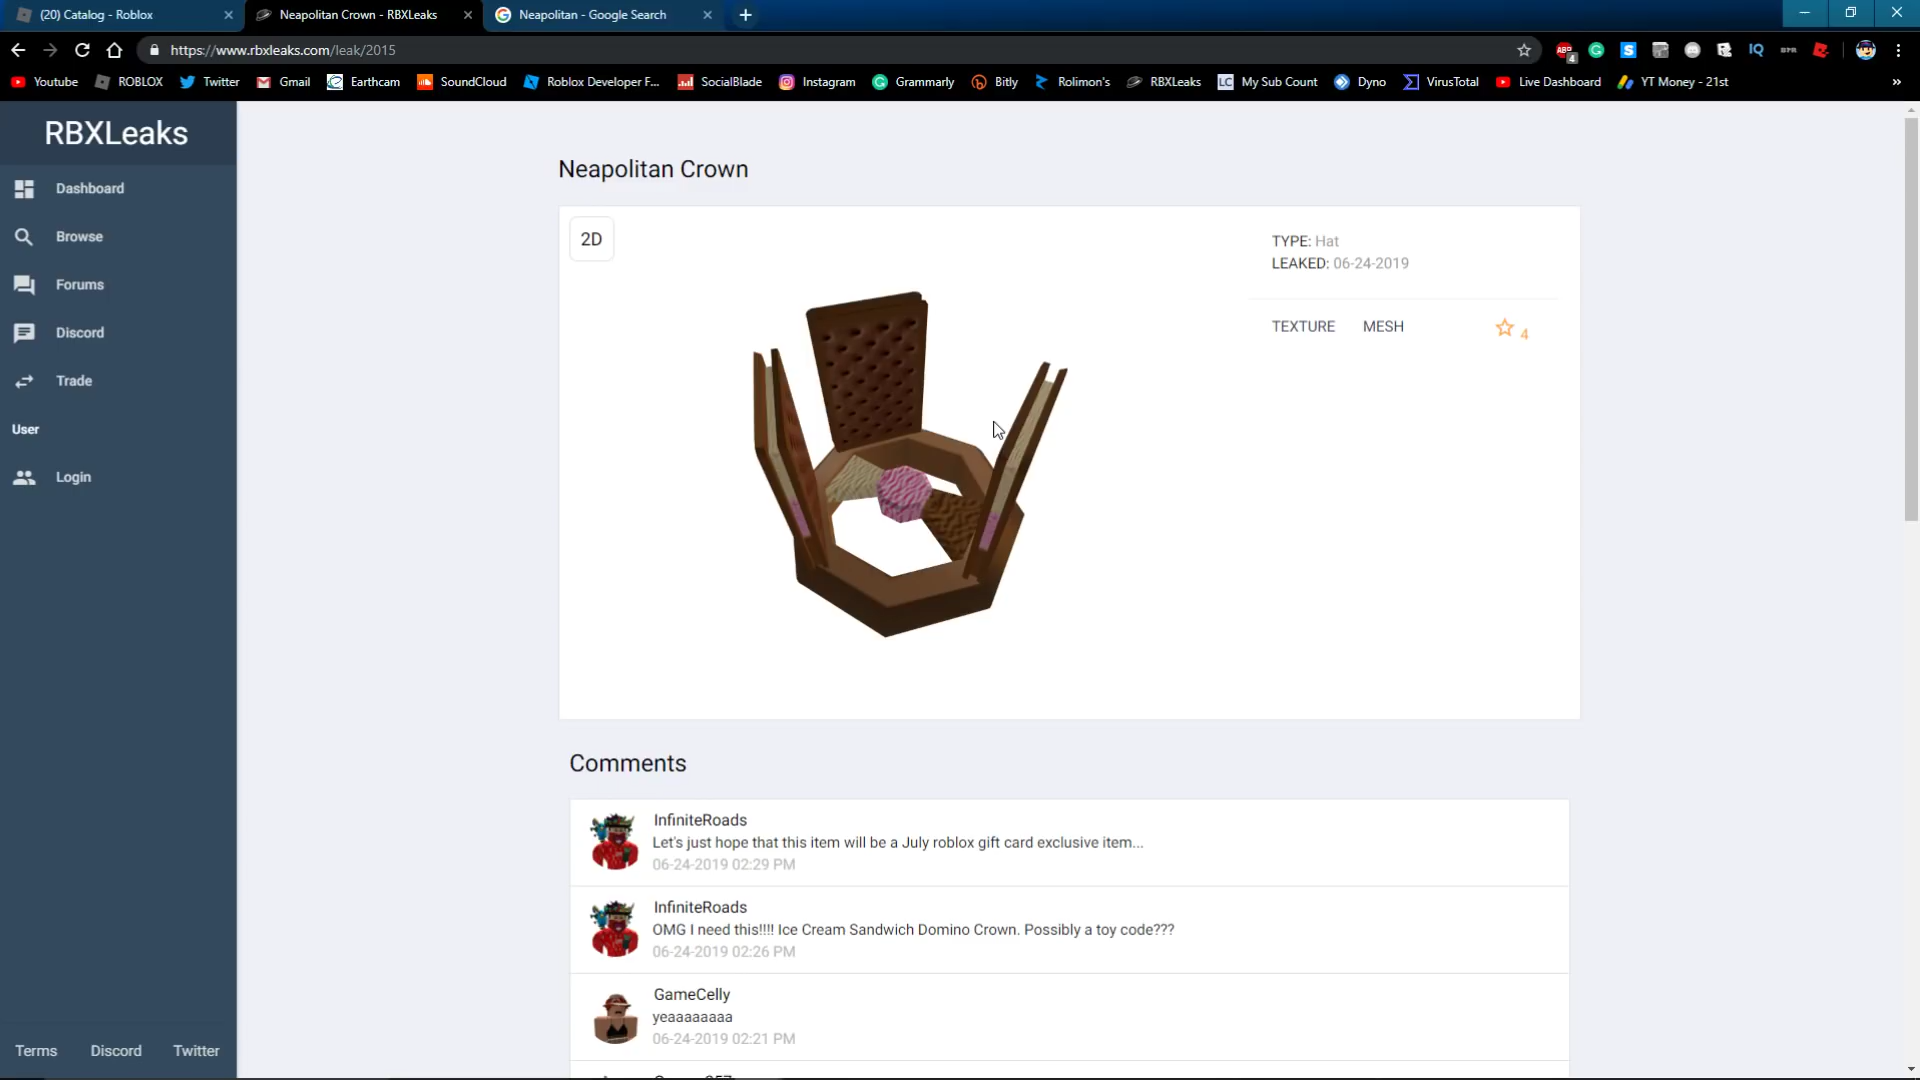 (20) Catalog - Roblox
Neapolitan Crown - RBXLeaks
Neapolitan - Google Search
https://www.rbxleaks.com/leak/2015
ABP
4
IQ
Youtube
ROBLOX
Twitter
Gmail
Earthcam
SoundCloud
Roblox Developer F...
SocialBlade
Instagram
Grammarly
Bitly
Rolimon's
RBXLeaks
LC
My Sub Count
Dyno
VirusTotal
Live Dashboard
YT Money - 21st
»
RBXLeaks
Dashboard
Browse
Forums
Discord
Trade
User
Login
Neapolitan Crown
2D
TYPE: Hat
LEAKED: 06-24-2019
TEXTURE MESH 4
Comments
InfiniteRoads
Let's just hope that this item will be a July roblox gift card exclusive item...
06-24-2019 02:29 PM
InfiniteRoads
OMG I need this!!!! Ice Cream Sandwich Domino Crown. Possibly a toy code???
06-24-2019 02:26 PM
GameCelly
yeaaaaaaaa
06-24-2019 02:21 PM
Terms Discord Twitter